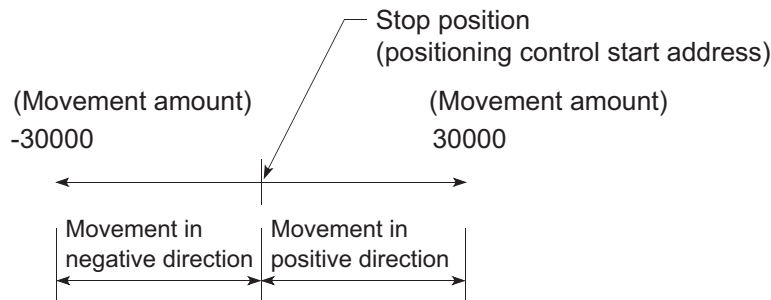 Stop position
(positioning control start address)
(Movement amount)
-30000
(Movement amount)
30000
Movement in
negative direction
Movement in
positive direction